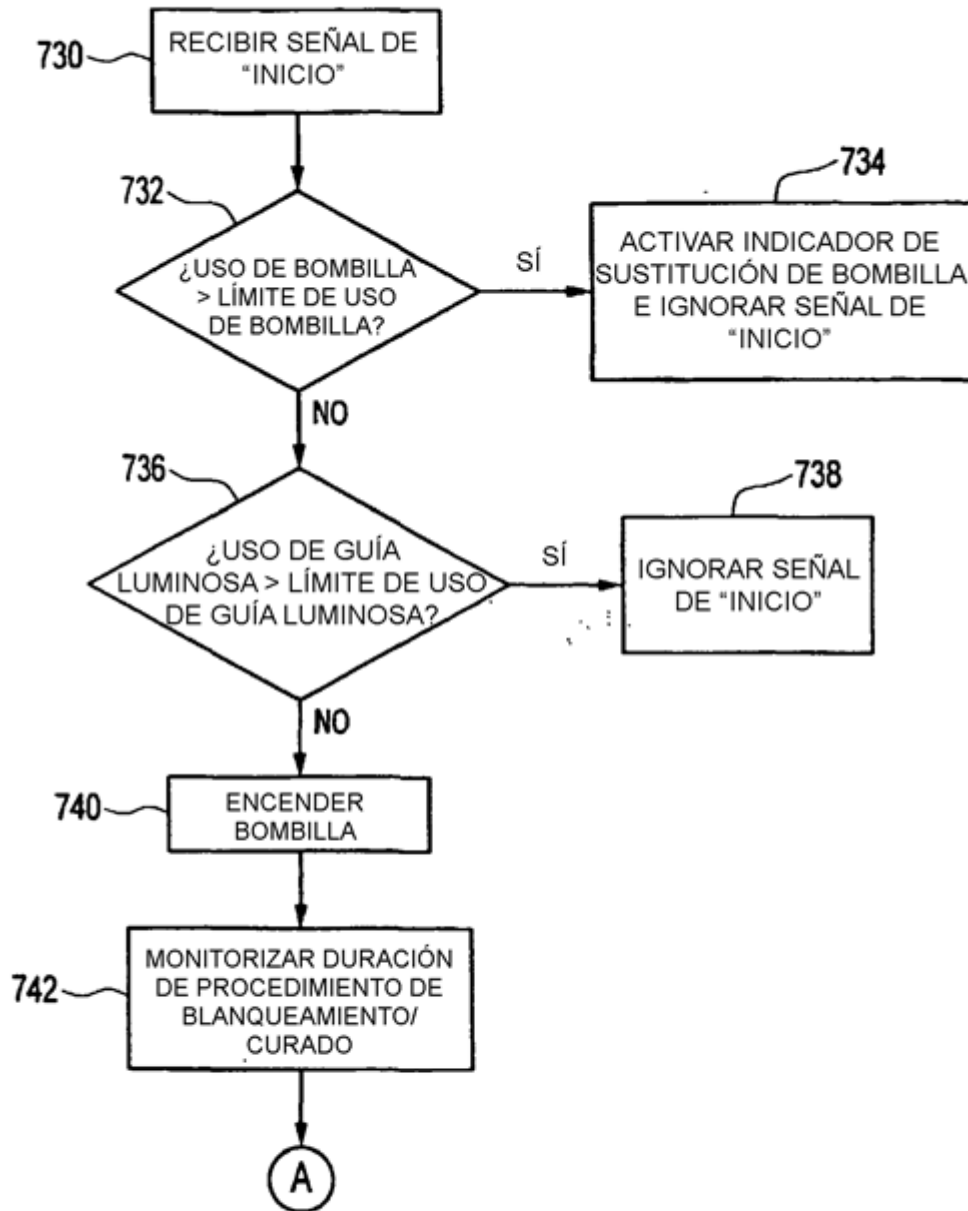 730
RECIBIR SEÑAL DE
“INICIO”
732
¿USO DE BOMBILLA
> LÍMITE DE USO
DE BOMBILLA?
SÍ
734
ACTIVAR INDICADOR DE
SUSTITUCIÓN DE BOMBILLA
E IGNORAR SEÑAL DE
“INICIO”
NO
736
¿USO DE GUÍA
LUMINOSA > LÍMITE DE USO
DE GUÍA LUMINOSA?
SÍ
738
IGNORAR SEÑAL
DE “INICIO”
NO
740
ENCENDER
BOMBILLA
742
MONITORIZAR DURACIÓN
DE PROCEDIMIENTO DE
BLANQUEAMIENTO/
CURADO
A